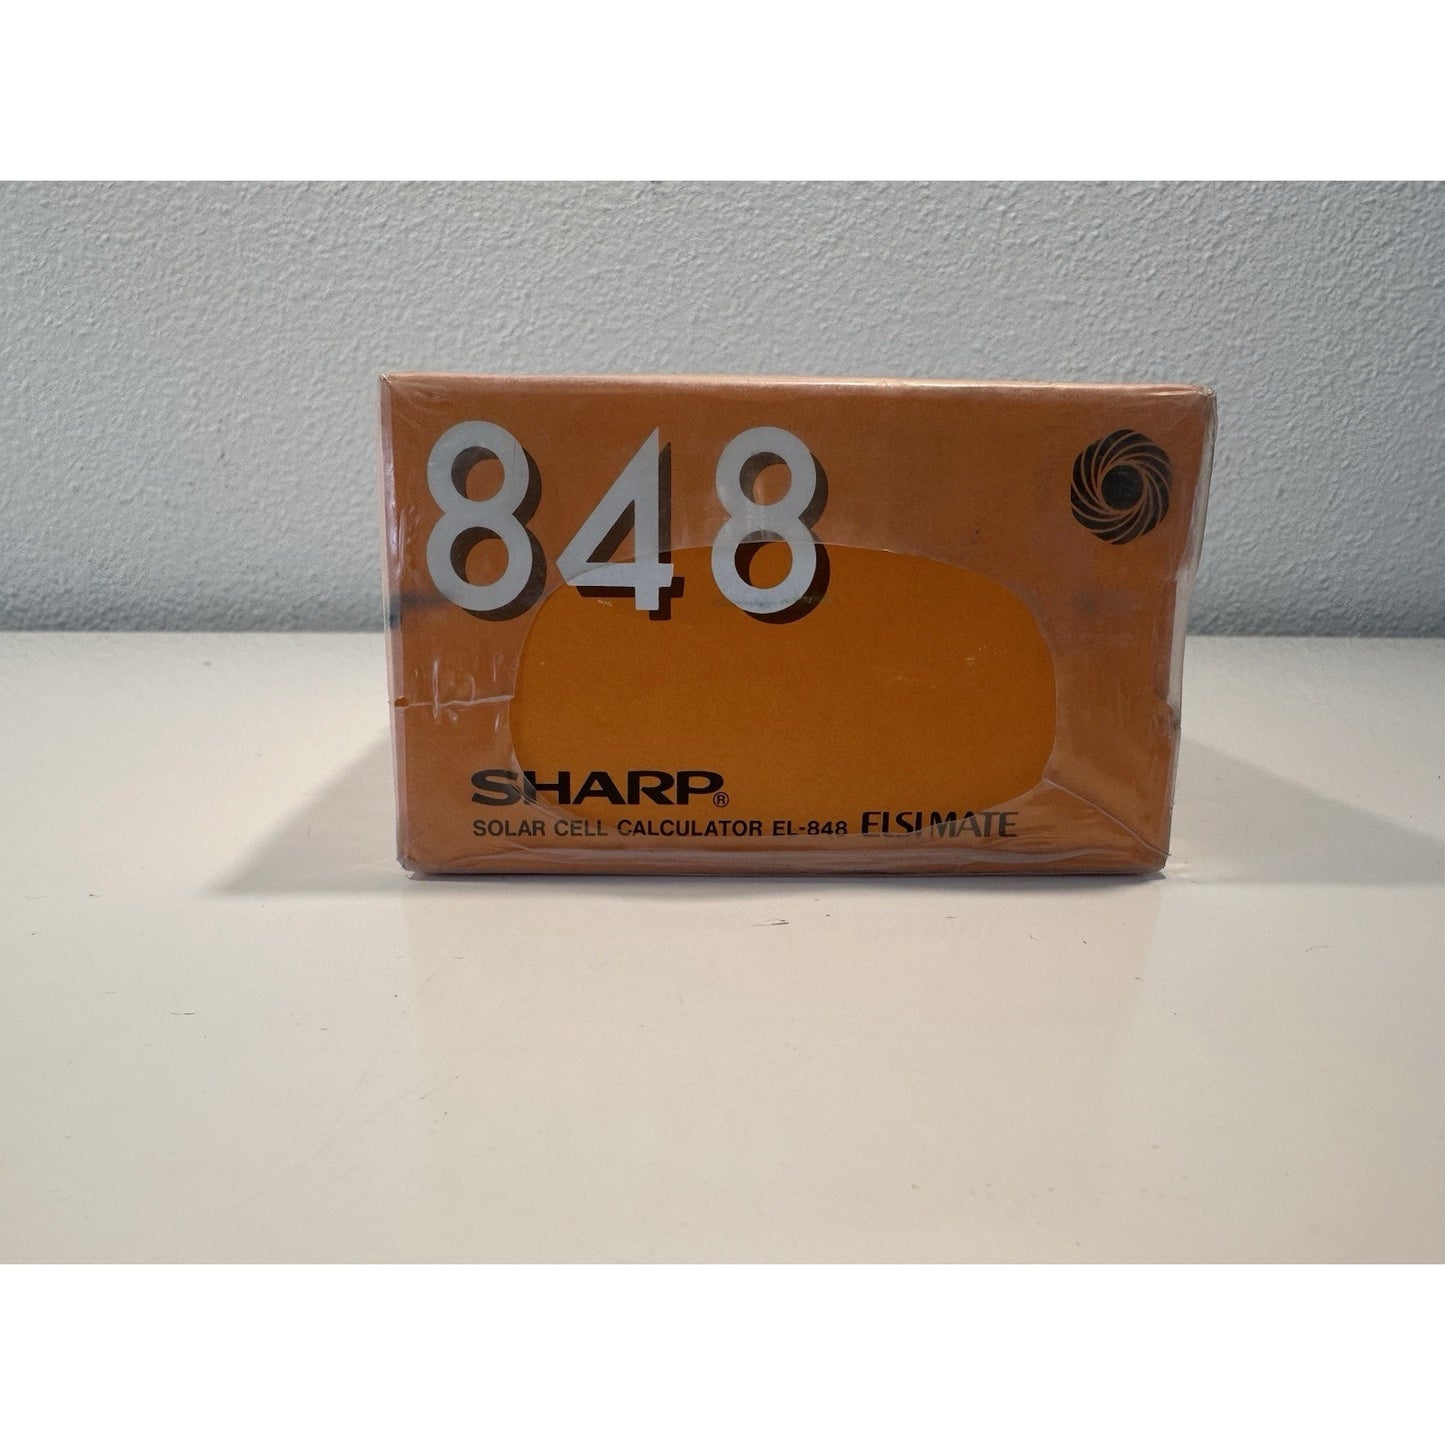 848
SHARP®
SOLAR CELL CALCULATOR EL-848 ELSI MATE